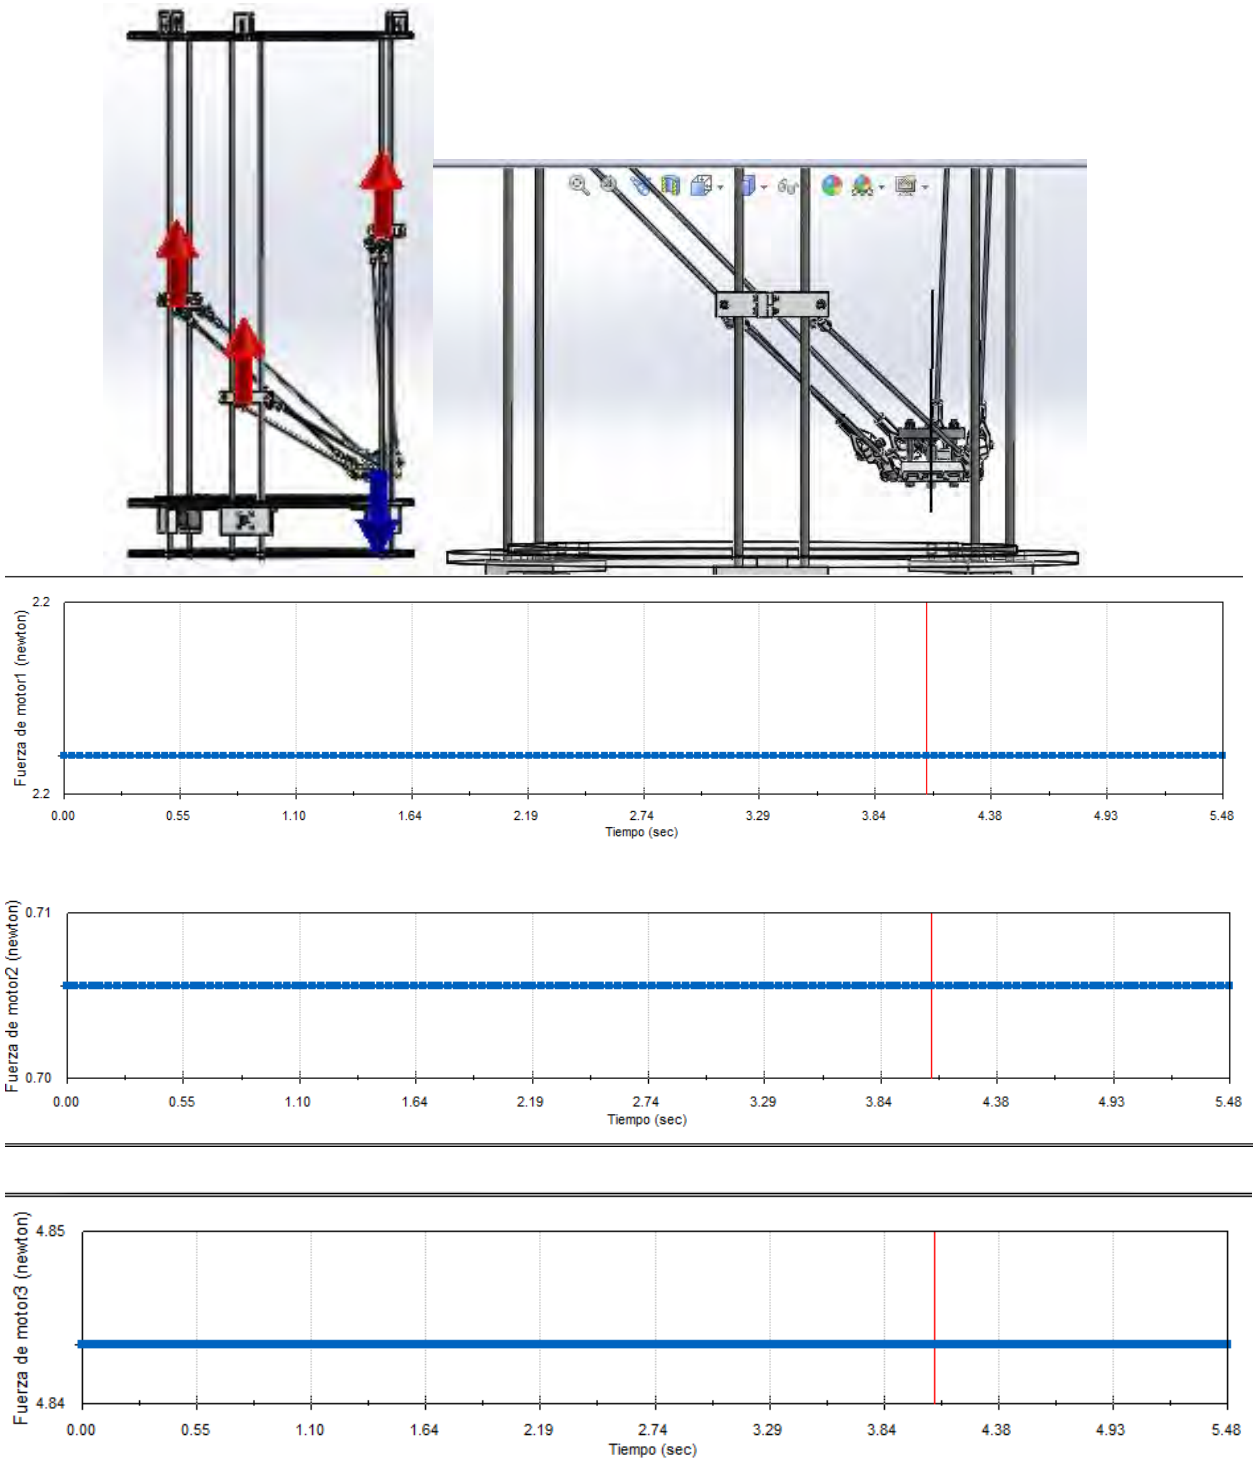 Fuerza de motor1 (newton)
2.2
2.2
0.00 0.55 1.10 1.64 2.19 2.74 3.29 3.84 4.38 4.93 5.48
Tiempo (sec)
Fuerza de motor2 (newton)
0.71
0.70
0.00 0.55 1.10 1.64 2.19 2.74 3.29 3.84 4.38 4.93 5.48
Tiempo (sec)
Fuerza de motor3 (newton)
4.85
4.84
0.00 0.55 1.10 1.64 2.19 2.74 3.29 3.84 4.38 4.93 5.48
Tiempo (sec)